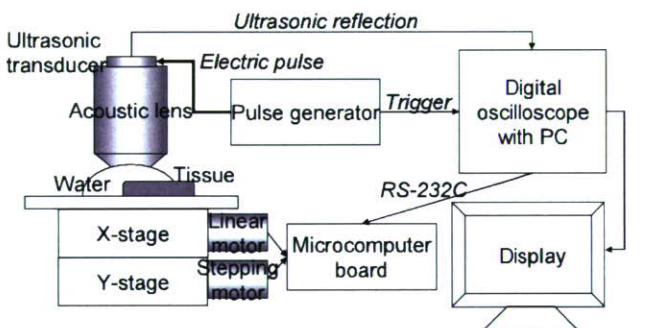 Ultrasonic reflection
Ultrasonic
transducer
Electric pulse
Acoustic lens
Pulse generator
Trigger
Digital
oscilloscope
with PC
Water
Tissue
RS-232C
X-stage
Linear
motor
Y-stage
Stepping
motor
Microcomputer
board
Display